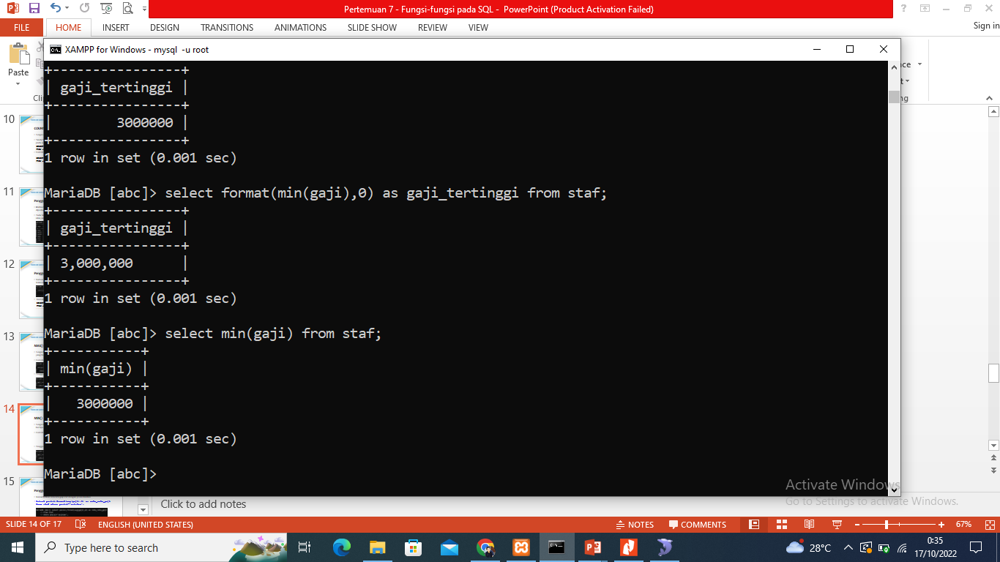 Pertemuan 7 - Fungsi-fungsi pada SQL - PowerPoint (Product Activation Failed)
FILE HOME INSERT DESIGN TRANSITIONS ANIMATIONS SLIDE SHOW REVIEW VIEW Sign in
XAMPP for Windows - mysql -u root
Paste
+----------------+
| gaji_tertinggi |
+----------------+
|        3000000 |
+----------------+
1 row in set (0.001 sec)
MariaDB [abc]> select format(min(gaji),0) as gaji_tertinggi from staf;
+----------------+
| gaji_tertinggi |
+----------------+
| 3,000,000      |
+----------------+
1 row in set (0.001 sec)
MariaDB [abc]> select min(gaji) from staf;
+-----------+
| min(gaji) |
+-----------+
|   3000000 |
+-----------+
1 row in set (0.001 sec)
MariaDB [abc]>
10
11
12
13
14
15
Activate Windows
Go to Settings to activate Windows.
Click to add notes
SLIDE 14 OF 17 ENGLISH (UNITED STATES) NOTES COMMENTS 67%
Type here to search 28°C 0:35
17/10/2022